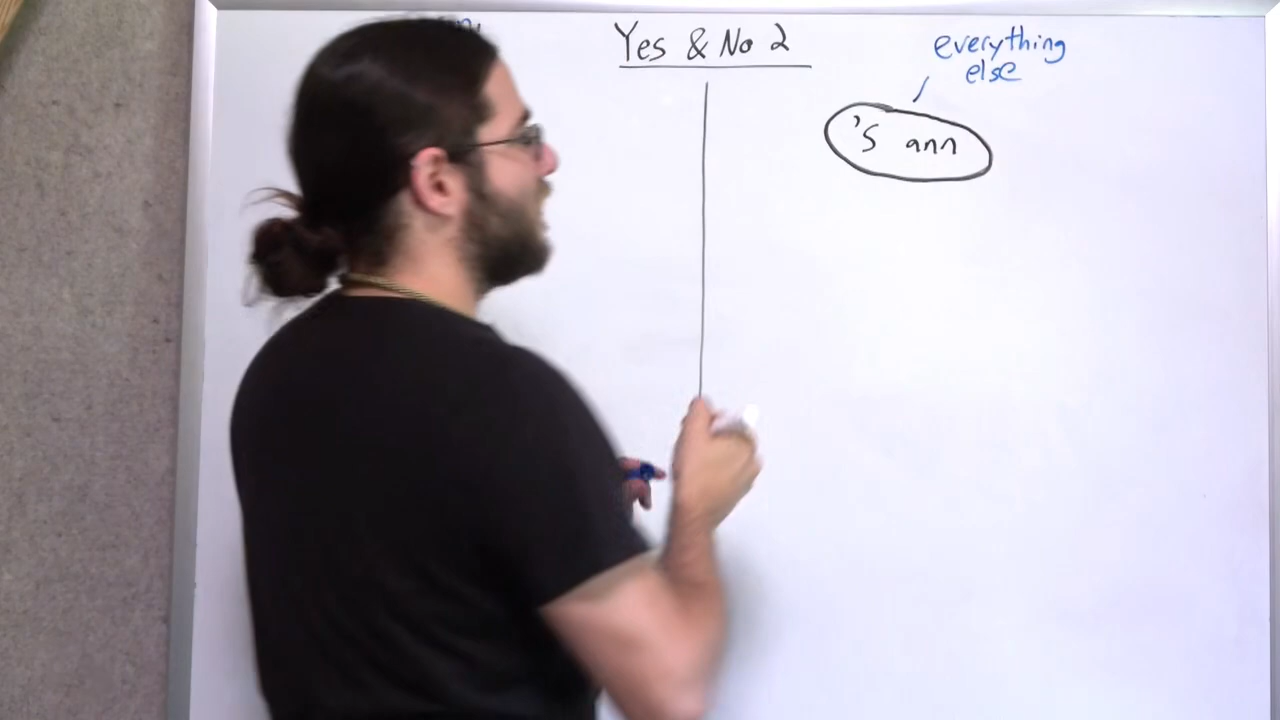 Yes & No 2
everything
else
's ann